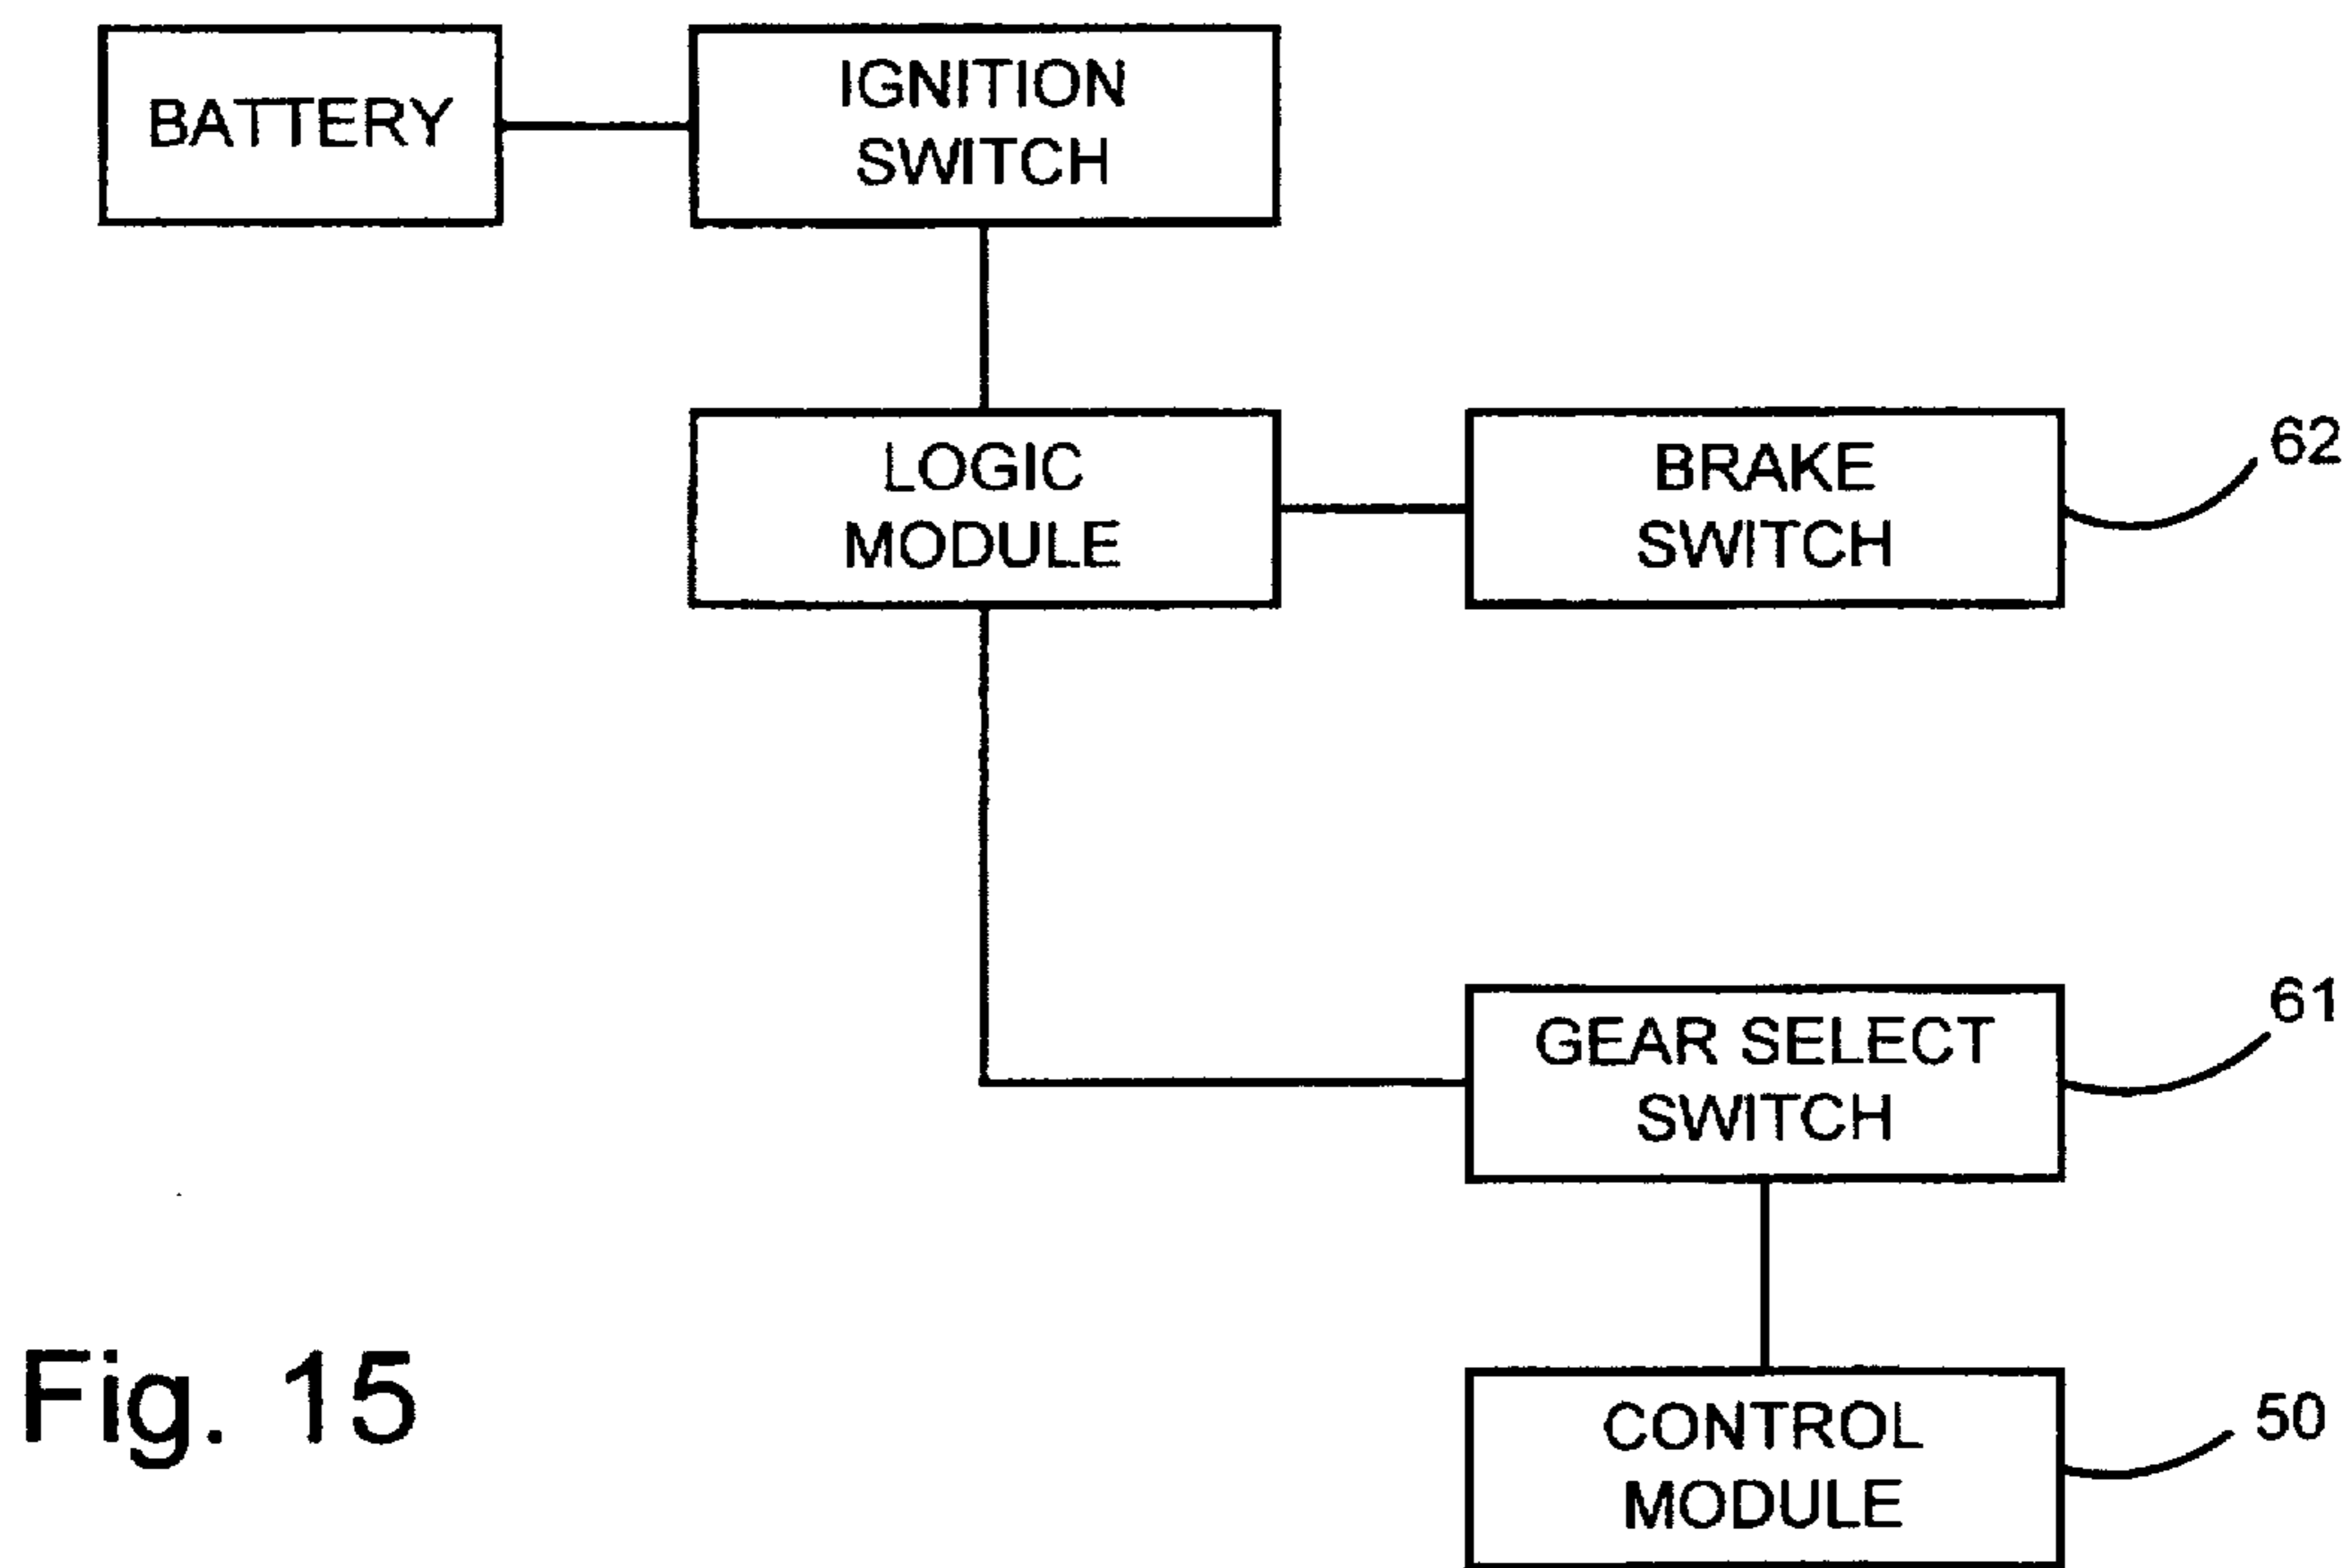 BATTERY
IGNITION
SWITCH
LOGIC
MODULE
BRAKE
SWITCH
62
GEAR SELECT
SWITCH
61
CONTROL
MODULE
50
Fig. 15